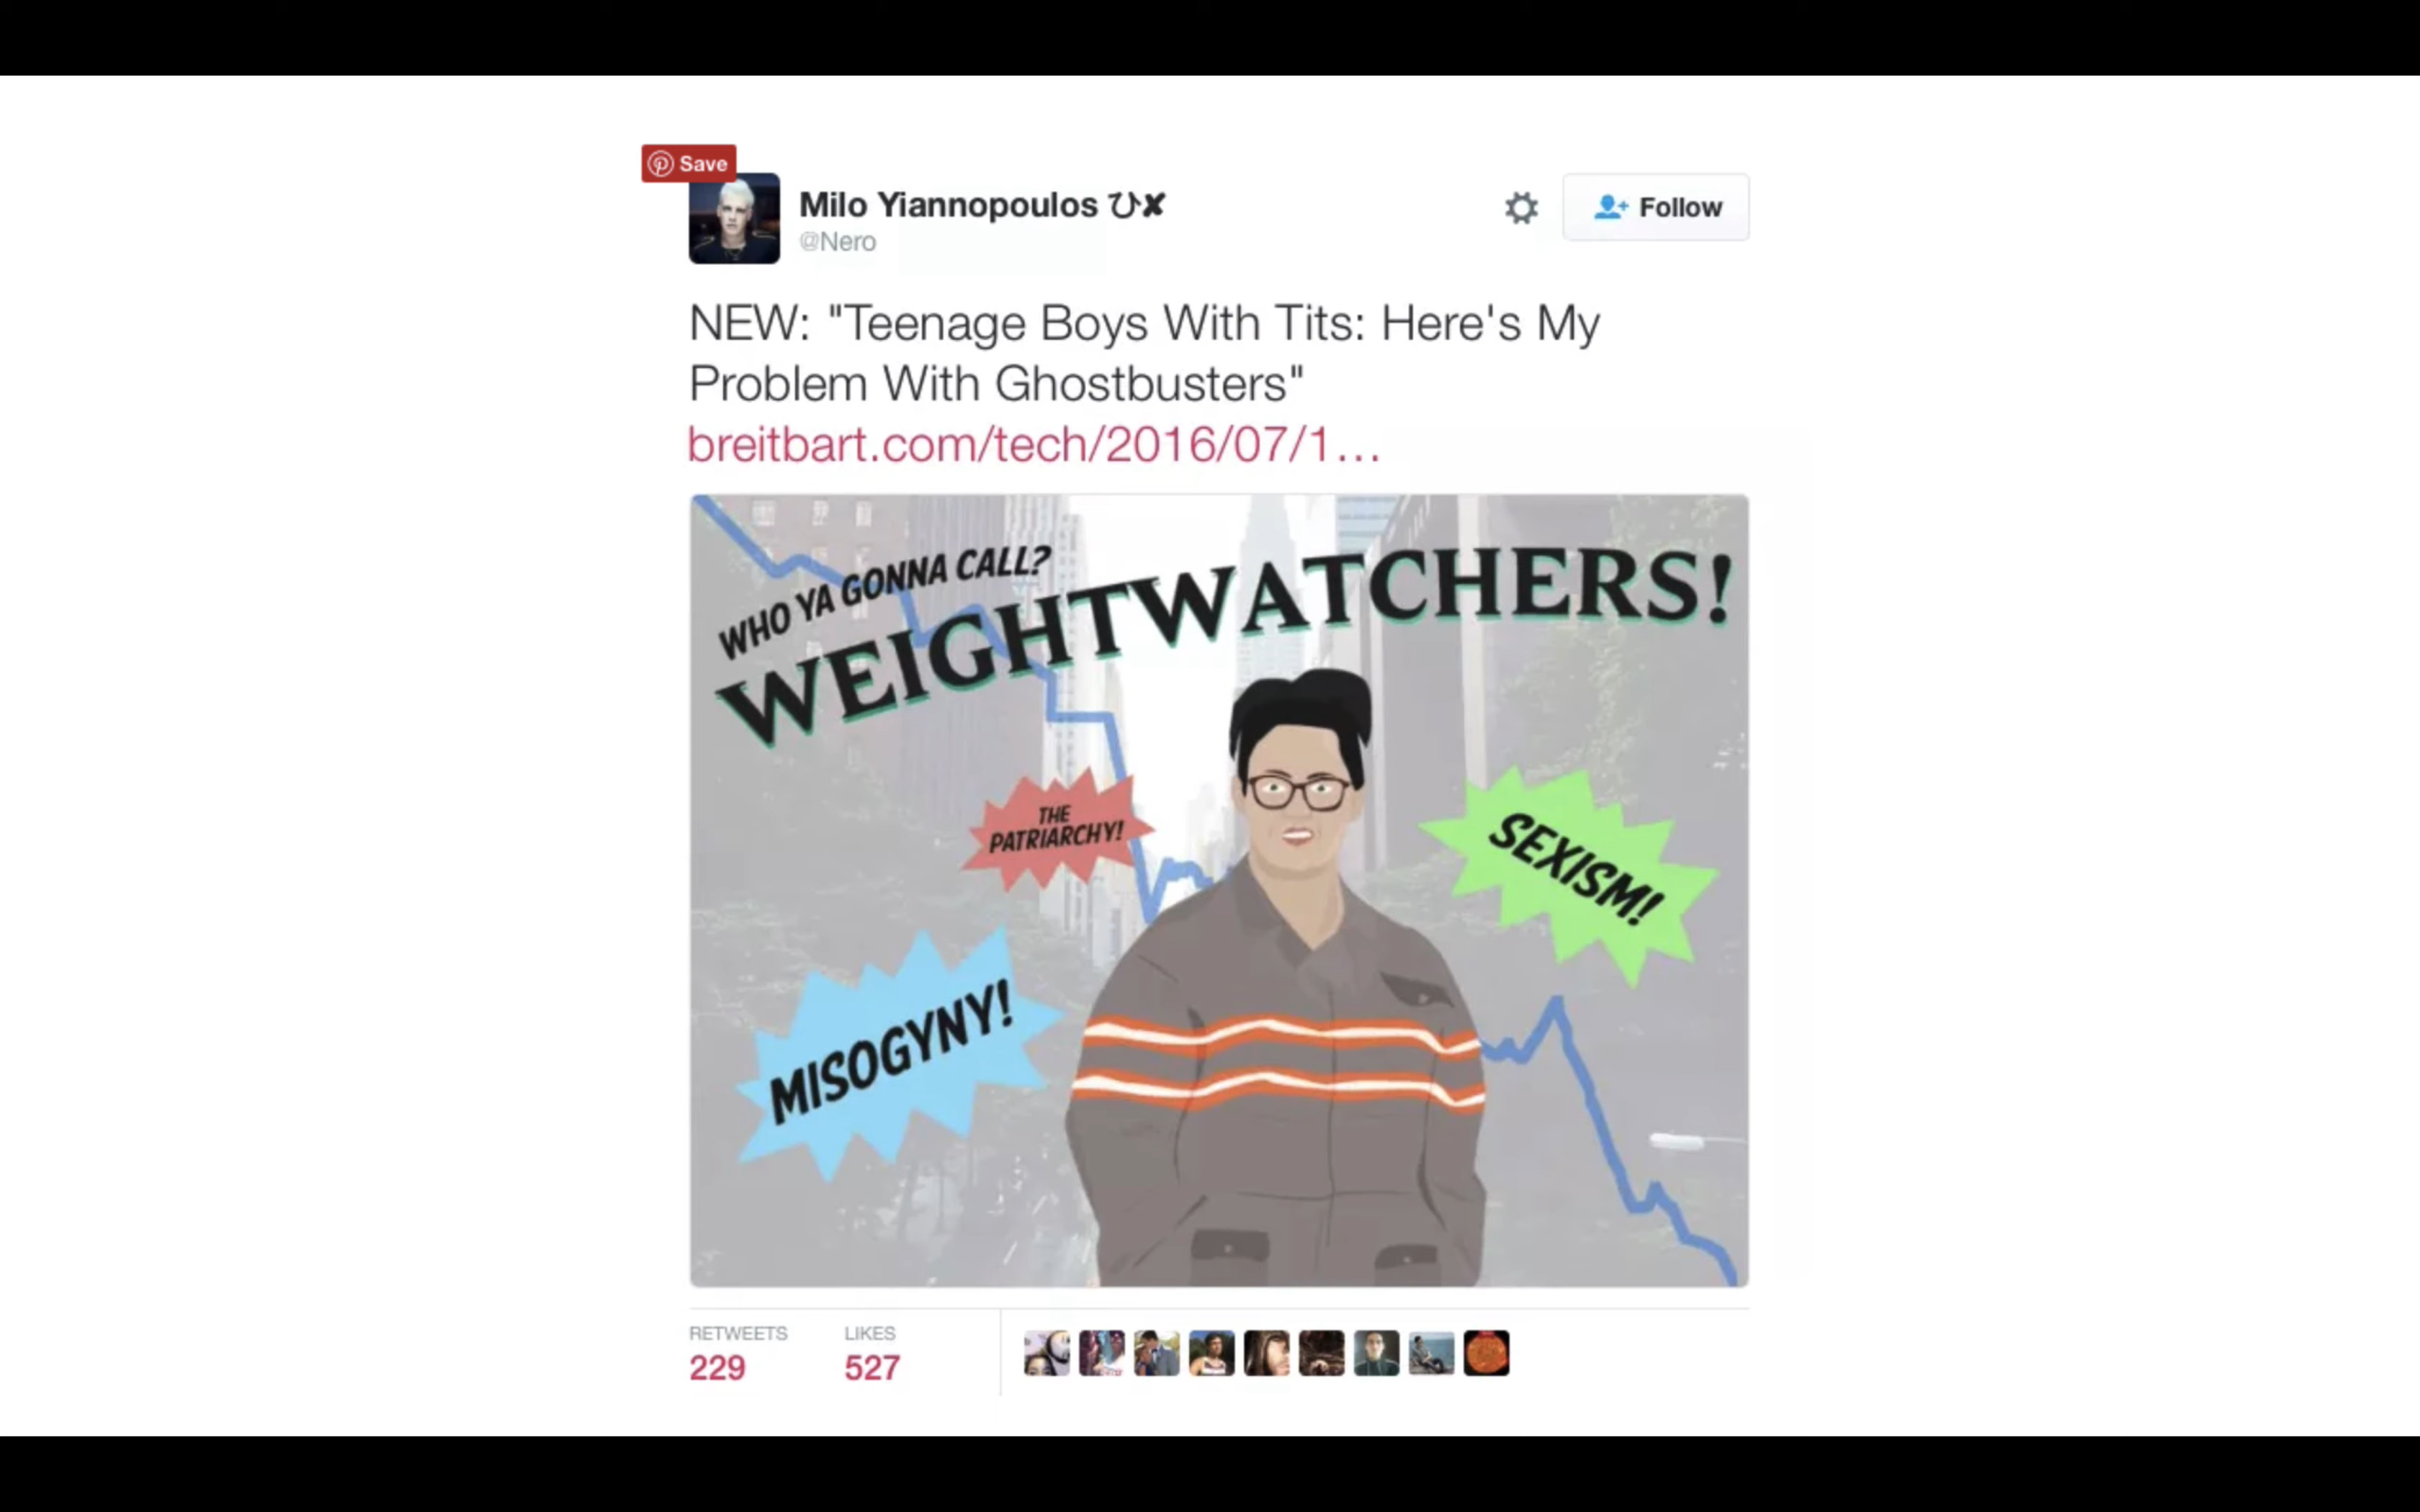 Save
Milo Yiannopoulos ひ✘
@Nero
Follow
NEW: "Teenage Boys With Tits: Here's My
Problem With Ghostbusters"
breitbart.com/tech/2016/07/1...
WHO YA GONNA CALL?
WEIGHTWATCHERS!
THE
PATRIARCHY!
SEXISM!
MISOGYNY!
RETWEETS
229
LIKES
527